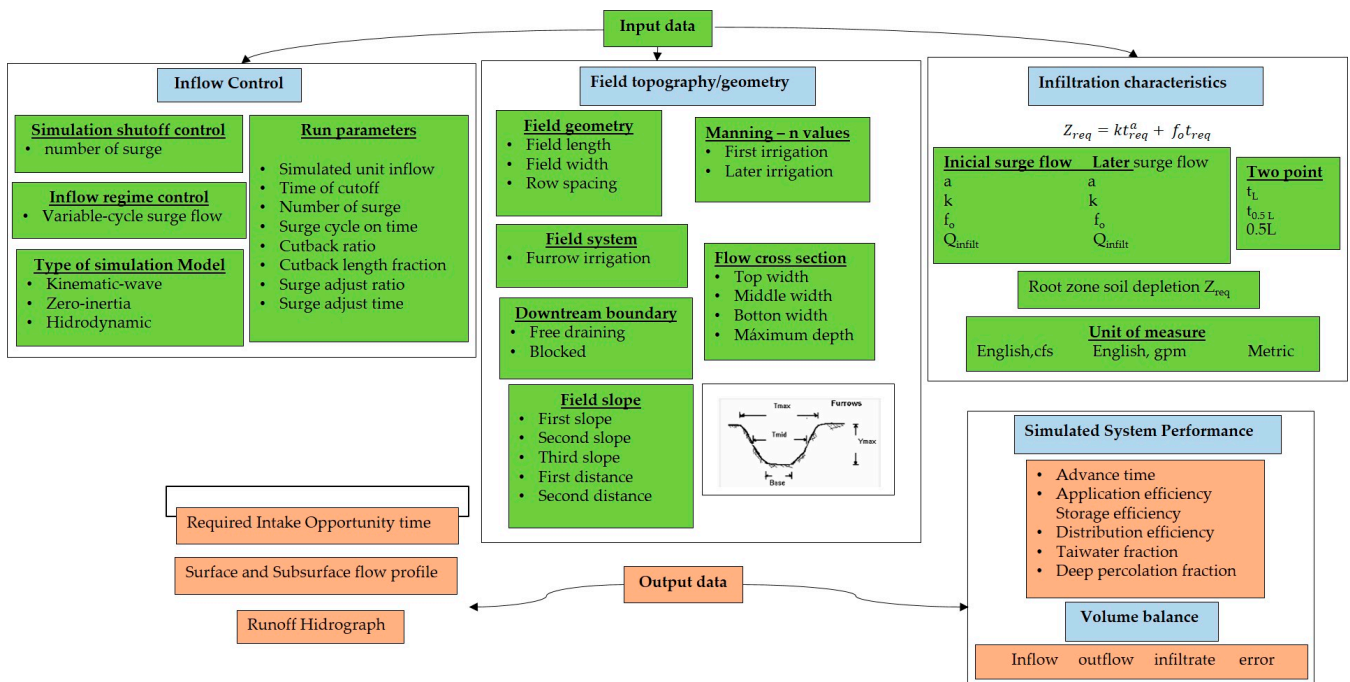 Input data
Inflow Control
Simulation shutoff control
• number of surge
Inflow regime control
• Variable-cycle surge flow
Type of simulation Model
• Kinematic-wave
• Zero-inertia
• Hidrodynamic
Run parameters
• Simulated unit inflow
• Time of cutoff
• Number of surge
• Surge cycle on time
• Cutback ratio
• Cutback length fraction
• Surge adjust ratio
• Surge adjust time
Field topography/geometry
Field geometry
• Field length
• Field width
• Row spacing
Manning – n values
• First irrigation
• Later irrigation
Field system
• Furrow irrigation
Flow cross section
• Top width
• Middle width
• Botton width
• Máximum depth
Downtream boundary
• Free draining
• Blocked
Field slope
• First slope
• Second slope
• Third slope
• First distance
• Second distance
Tmax
Furrows
Tmid
Ymax
Base
Infiltration characteristics
Z_req = kt^a_req + f_o t_req
Inicial surge flow Later surge flow
a a
k k
f_o f_o
Q_infilt Q_infilt
Two point
t_L
t_0.5 L
0.5L
Root zone soil depletion Z_req
Unit of measure
English,cfs English, gpm Metric
Required Intake Opportunity time
Surface and Subsurface flow profile
Runoff Hidrograph
Output data
Simulated System Performance
• Advance time
• Application efficiency
Storage efficiency
• Distribution efficiency
• Taiwater fraction
• Deep percolation fraction
Volume balance
Inflow outflow infiltrate error